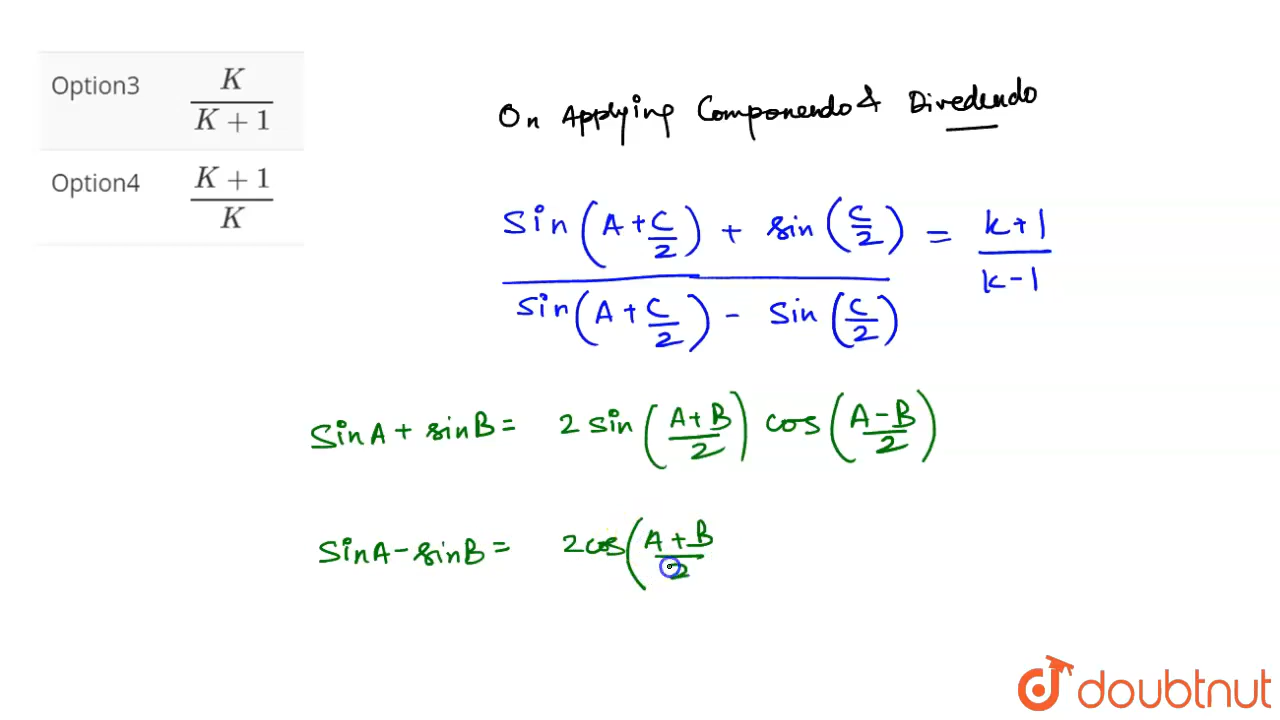 Option3 K/(K + 1)
Option4 (K + 1)/K
On Applying Componendo & Dividendo
(Sin(A + C/2) + sin(C/2)) / (Sin(A + C/2) - Sin(C/2)) = (k+1)/(k-1)
SinA + sinB = 2 sin((A+B)/2) cos((A-B)/2)
SinA - sinB = 2cos((A+B)/2
doubtnut